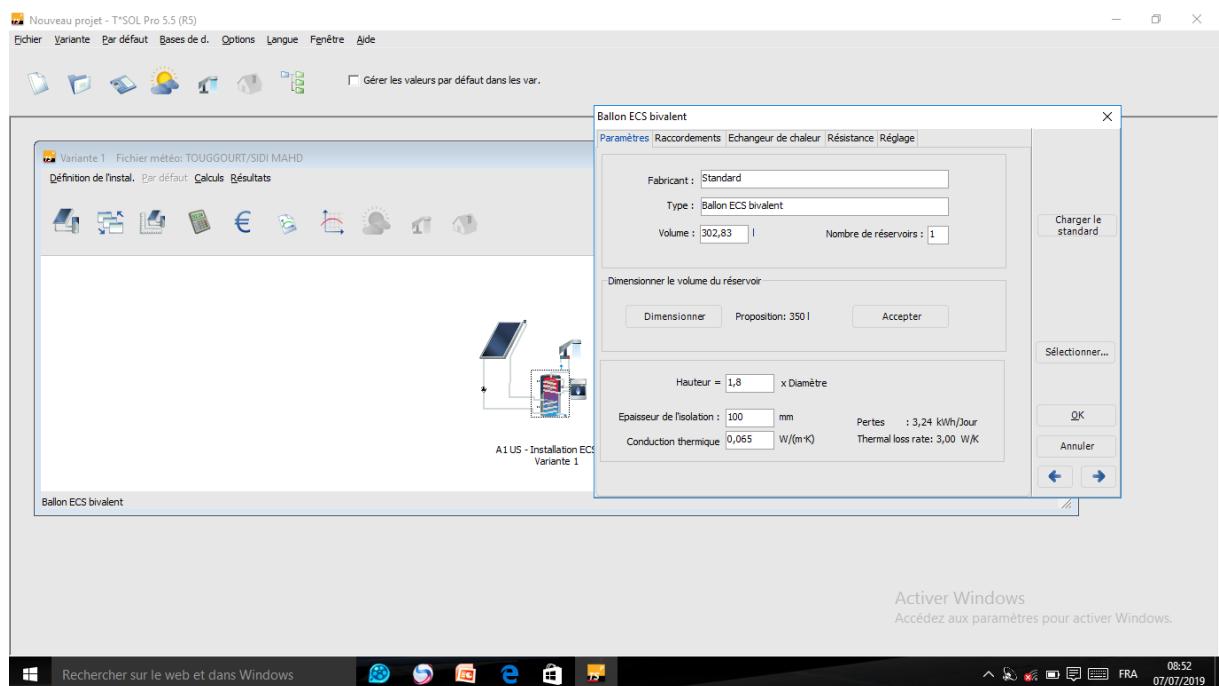 Nouveau projet - T*SOL Pro 5.5 (R5)
Fichier Variante Par défaut Bases de d. Options Langue Fenêtre Aide
Gérer les valeurs par défaut dans les var.
Variante 1 Fichier météo: TOUGGOURT/SIDI MAHD
Définition de l'instal. Par défaut Calculs Résultats
A1 US - Installation ECS
Variante 1
Ballon ECS bivalent
Ballon ECS bivalent
Paramètres Raccordements Echangeur de chaleur Résistance Réglage
Fabricant : Standard
Type : Ballon ECS bivalent
Volume : 302,83 l Nombre de réservoirs : 1
Dimensionner le volume du réservoir
Dimensionner Proposition: 350 l Accepter
Hauteur = 1,8 x Diamètre
Epaisseur de l'isolation : 100 mm Pertes : 3,24 kWh/Jour
Conduction thermique 0,065 W/(m·K) Thermal loss rate: 3,00 W/K
Charger le
standard
Sélectionner...
OK
Annuler
Activer Windows
Accédez aux paramètres pour activer Windows.
Rechercher sur le web et dans Windows
FRA
08:52
07/07/2019